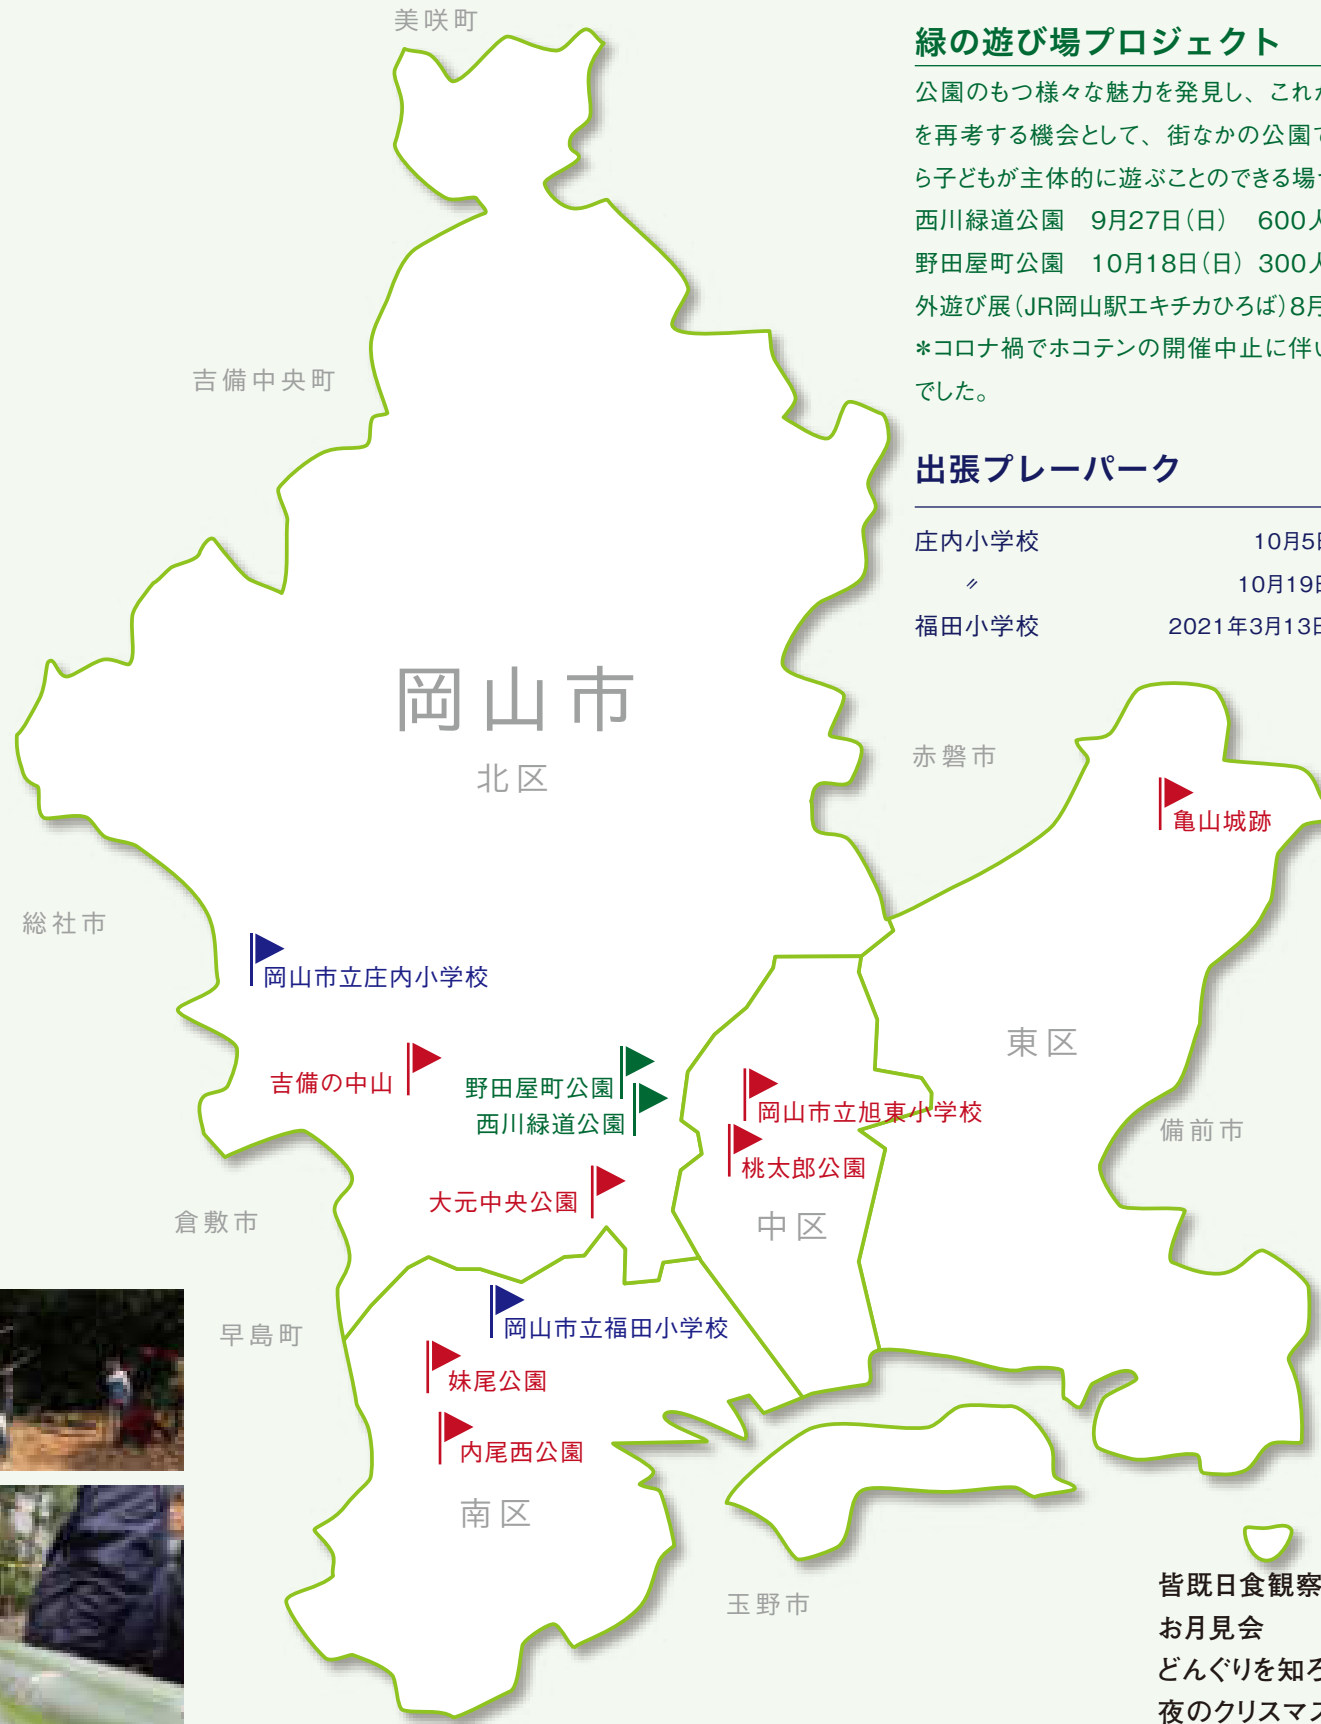 美咲町
緑の遊び場プロジェクト
公園のもつ様々な魅力を発見し、これか
を再考する機会として、街なかの公園で
ら子どもが主体的に遊ぶことのできる場
西川緑道公園 9月27日(日) 600人
野田屋町公園 10月18日(日) 300人
外遊び展(JR岡山駅エキチカひろば)8月
*コロナ禍でホコテンの開催中止に伴い
でした。
吉備中央町
出張プレーパーク
庄内小学校 10月5日
〃 10月19日
福田小学校 2021年3月13日
岡山市
北区
赤磐市
亀山城跡
総社市
岡山市立庄内小学校
東区
吉備の中山
野田屋町公園
西川緑道公園
岡山市立旭東小学校
備前市
桃太郎公園
大元中央公園
中区
倉敷市
早島町
岡山市立福田小学校
妹尾公園
内尾西公園
南区
玉野市
皆既日食観察
お月見会
どんぐりを知ろ
夜のクリスマス